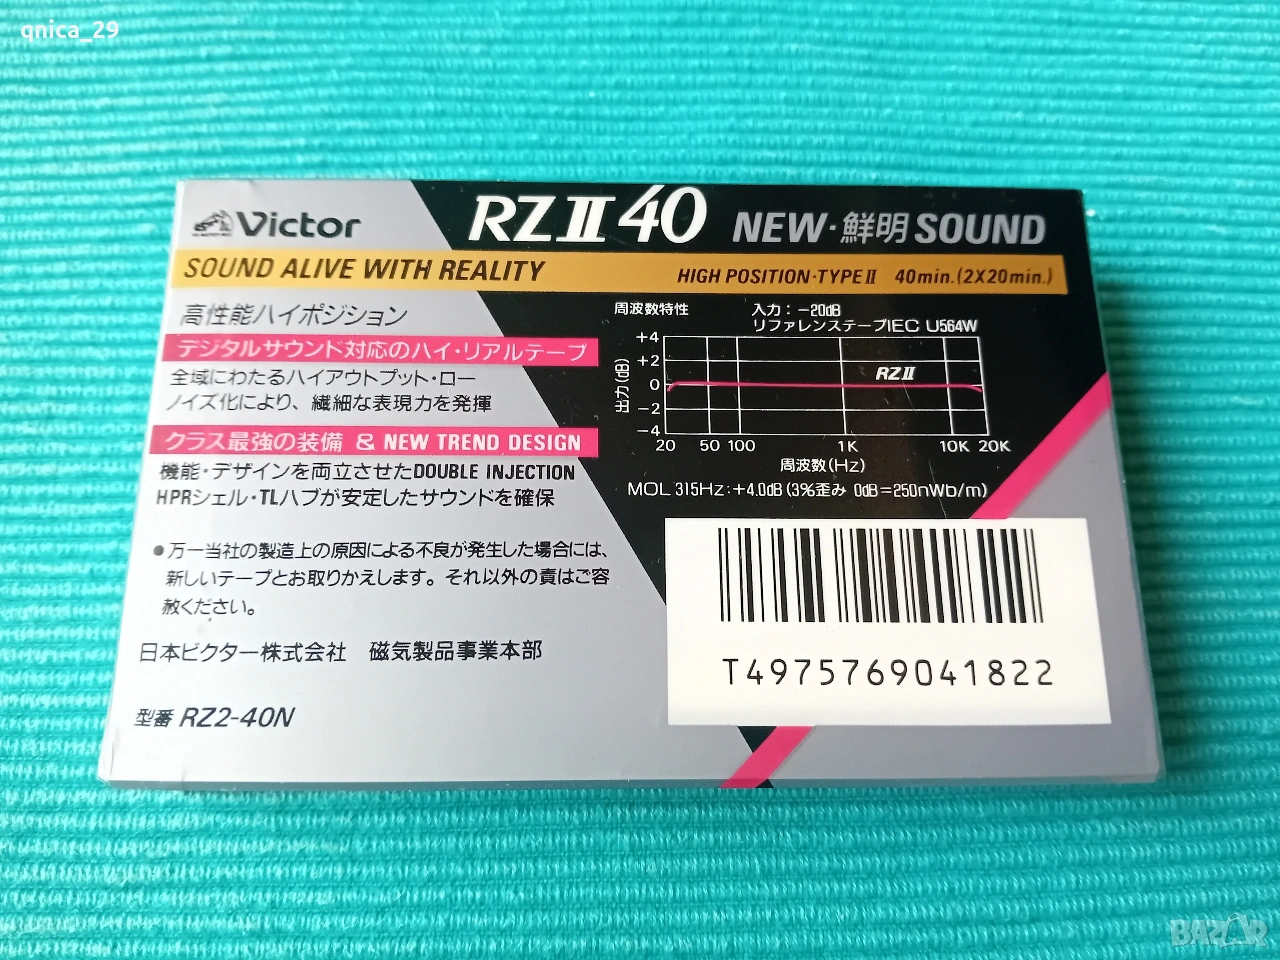 qnica_29
Victor
RZII40 NEW・鮮明SOUND
SOUND ALIVE WITH REALITY
HIGH POSITION・TYPE II 40min.(2X20min.)
高性能ハイポジション
デジタルサウンド対応のハイ・リアルテープ
全域にわたるハイアウトプット・ロー
ノイズ化により、繊細な表現力を発揮
クラス最強の装備 & NEW TREND DESIGN
機能・デザインを両立させたDOUBLE INJECTION
HPRシェル・TLハブが安定したサウンドを確保
●万一当社の製造上の原因による不良が発生した場合には、
新しいテープとお取りかえします。それ以外の責はご容
赦ください。
日本ビクター株式会社 磁気製品事業本部
型番 RZ2-40N
周波数特性
入力：−20dB
リファレンステープIEC U564W
出力(dB)
+4
+2
0
−2
−4
RZII
20 50 100 1K 10K 20K
周波数(Hz)
MOL 315Hz:+4.0dB (3%歪み 0dB=250nWb/m)
T4975769041822
BAZAR